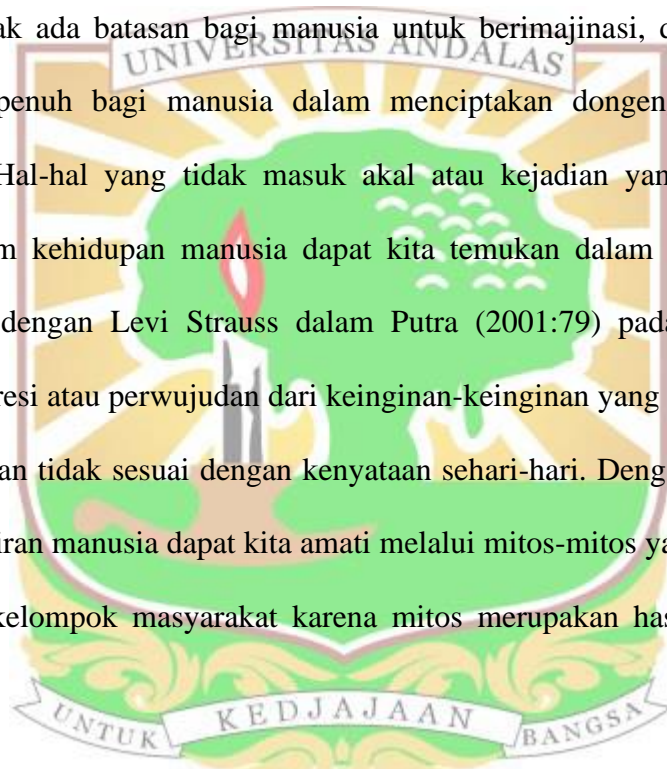 ak ada batasan bagi manusia untuk berimajinasi, d
UNIVERSITAS ANDALAS
penuh bagi manusia dalam menciptakan dongen
Hal-hal yang tidak masuk akal atau kejadian yan
m kehidupan manusia dapat kita temukan dalam
dengan Levi Strauss dalam Putra (2001:79) pada
resi atau perwujudan dari keinginan-keinginan yang
an tidak sesuai dengan kenyataan sehari-hari. Deng
iran manusia dapat kita amati melalui mitos-mitos ya
kelompok masyarakat karena mitos merupakan has
UNTUK KEDJAJAAN BANGSA